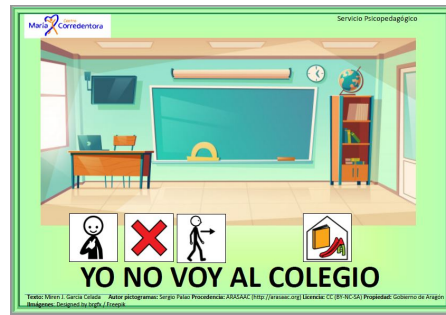 María Corredentora
Servicio Psicopedagógico
YO NO VOY AL COLEGIO
Texto: Miren J. García Celada Autor pictogramas: Sergio Palao Procedencia: ARASAAC (http://arasaac.org) Licencia: CC (BY-NC-SA) Propiedad: Gobierno de Aragón
Imágenes: Designed by brgfx / Freepik